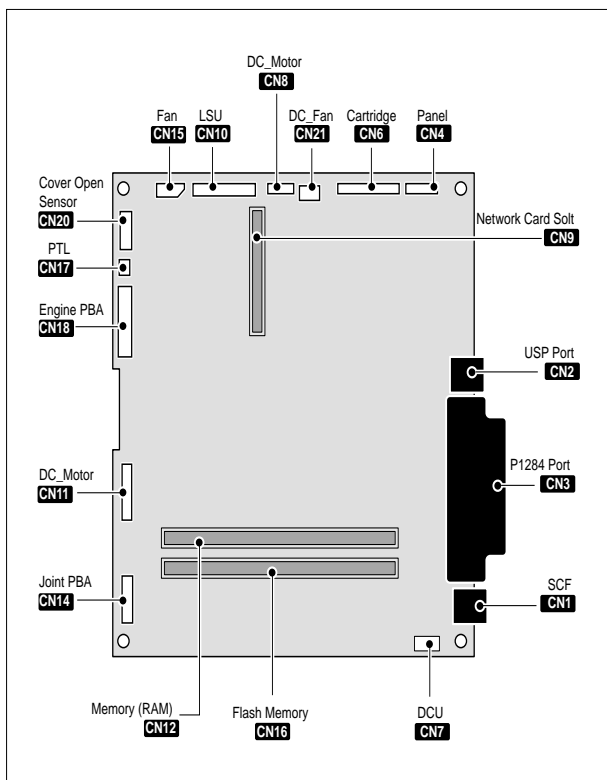 DC_Motor
CN8
Fan
CN15
LSU
CN10
DC_Fan
CN21
Cartridge
CN6
Panel
CN4
Cover Open
Sensor
CN20
PTL
CN17
Engine PBA
CN18
Network Card Solt
CN9
USP Port
CN2
P1284 Port
CN3
DC_Motor
CN11
Joint PBA
CN14
SCF
CN1
Memory (RAM)
CN12
Flash Memory
CN16
DCU
CN7